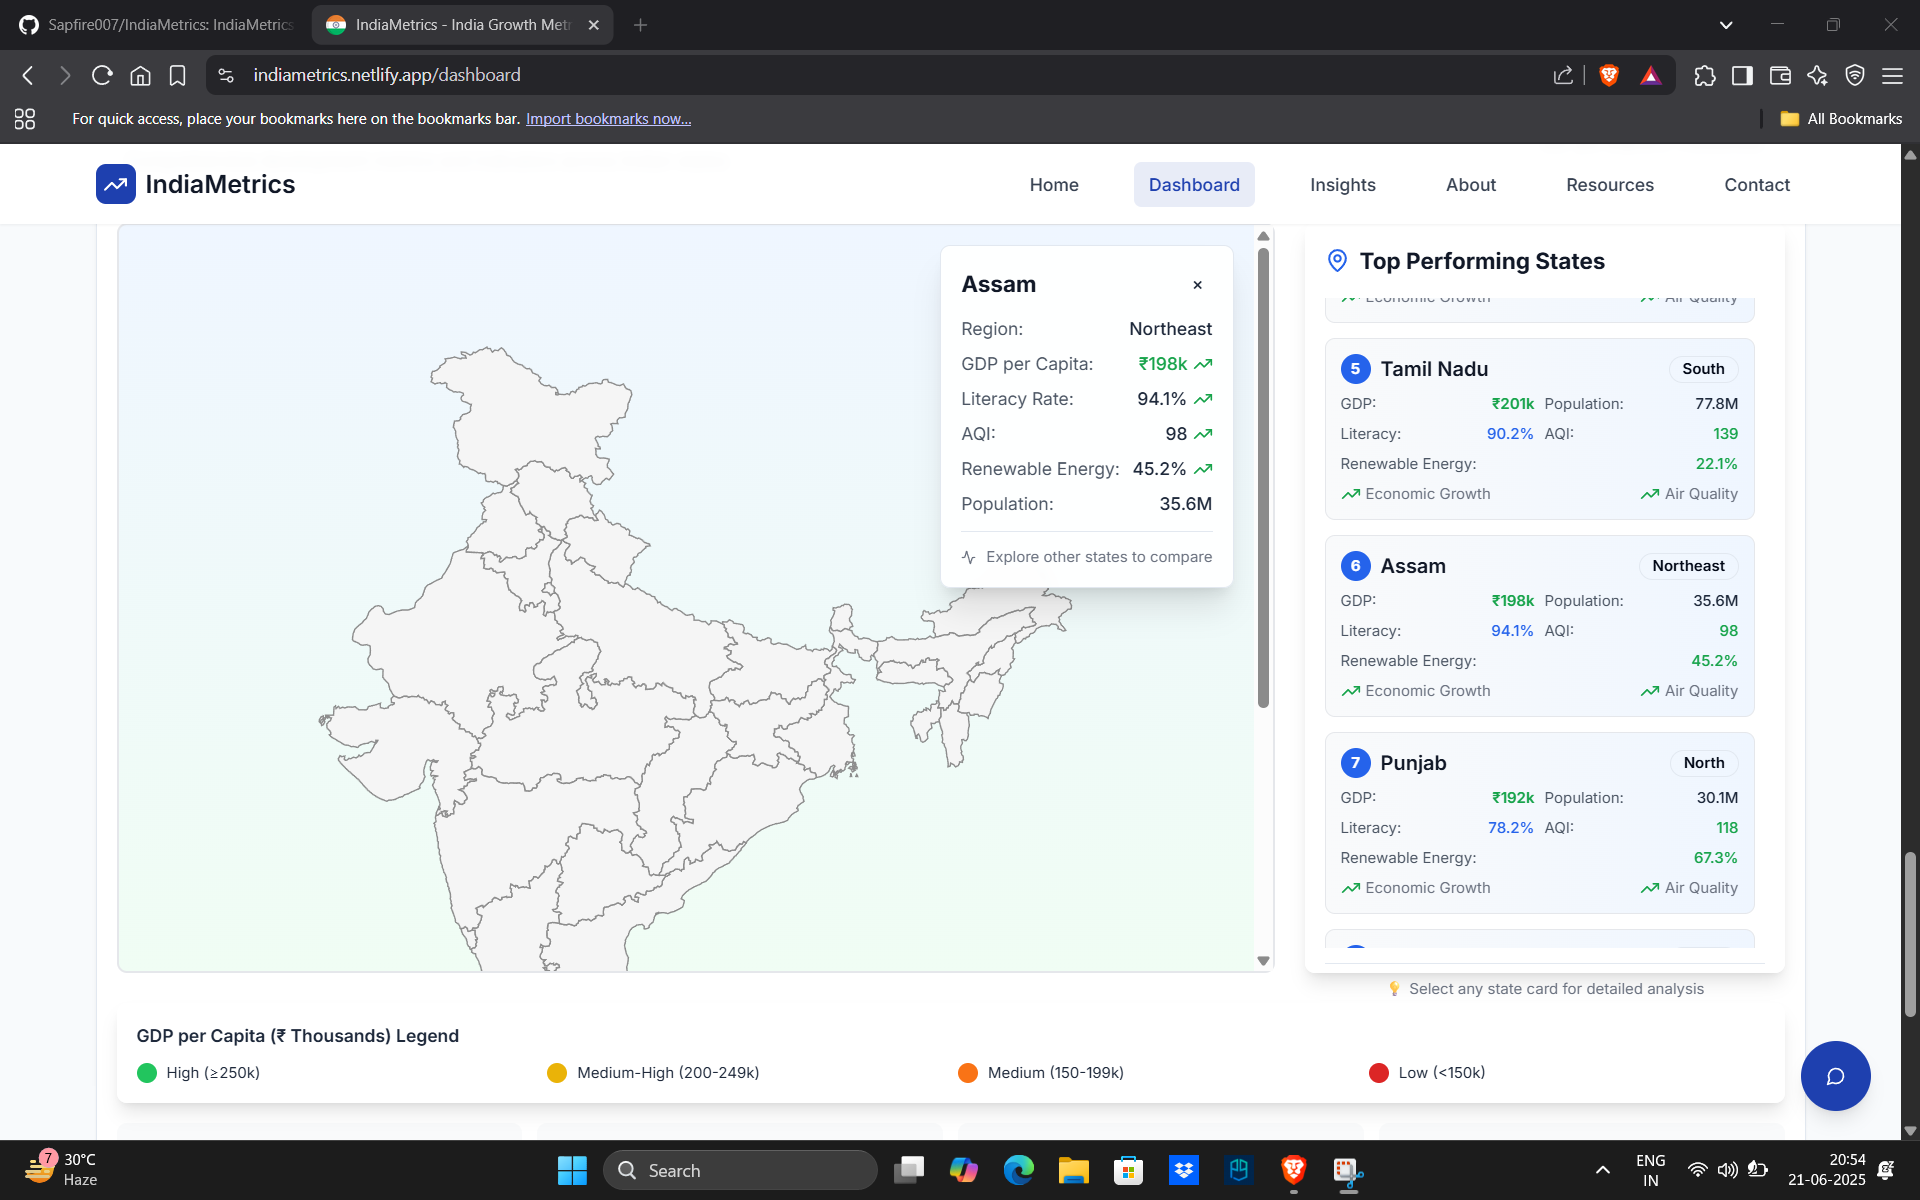 Sapfire007/IndiaMetrics: IndiaMetrics
IndiaMetrics - India Growth Met
indiametrics.netlify.app/dashboard
For quick access, place your bookmarks here on the bookmarks bar. Import bookmarks now...
All Bookmarks
IndiaMetrics
Home
Dashboard
Insights
About
Resources
Contact
Assam
×
Region: Northeast
GDP per Capita: ₹198k
Literacy Rate: 94.1%
AQI: 98
Renewable Energy: 45.2%
Population: 35.6M
Explore other states to compare
Top Performing States
Economic Growth Air Quality
5 Tamil Nadu South
GDP: ₹201k Population: 77.8M
Literacy: 90.2% AQI: 139
Renewable Energy: 22.1%
Economic Growth Air Quality
6 Assam Northeast
GDP: ₹198k Population: 35.6M
Literacy: 94.1% AQI: 98
Renewable Energy: 45.2%
Economic Growth Air Quality
7 Punjab North
GDP: ₹192k Population: 30.1M
Literacy: 78.2% AQI: 118
Renewable Energy: 67.3%
Economic Growth Air Quality
Select any state card for detailed analysis
GDP per Capita (₹ Thousands) Legend
High (≥250k)
Medium-High (200-249k)
Medium (150-199k)
Low (<150k)
7
30°C
Haze
Search
ENG
IN
20:54
21-06-2025